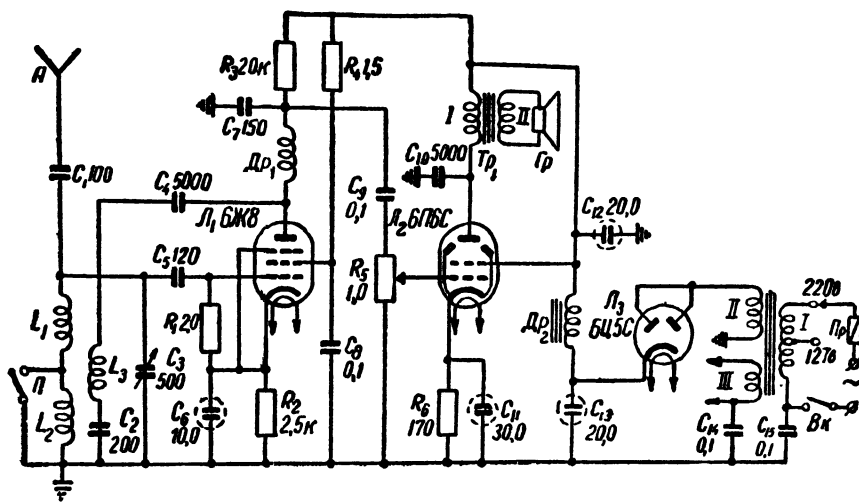 А
R₃ 20к
R₄ 1,5
C₇ 150
Др₁
I
II
Гр
Тр₁
C₁₀ 5000
C₁ 100
C₄ 5000
Л₁ 6Ж8
C₉
0,1
Л₂ 6П6С
C₁₂ 20,0
C₅ 120
R₅
1,0
L₁
R₁ 20
L₃
C₃
500
П
L₂
C₂
200
C₆
10,0
R₂
2,5к
C₈
0,1
R₆
170
C₁₁
30,0
Др₂
Л₃
6Ц5С
C₁₃
20,0
II
III
I
220в
127в
Пр
~
Вк
C₁₄
0,1
C₁₅
0,1